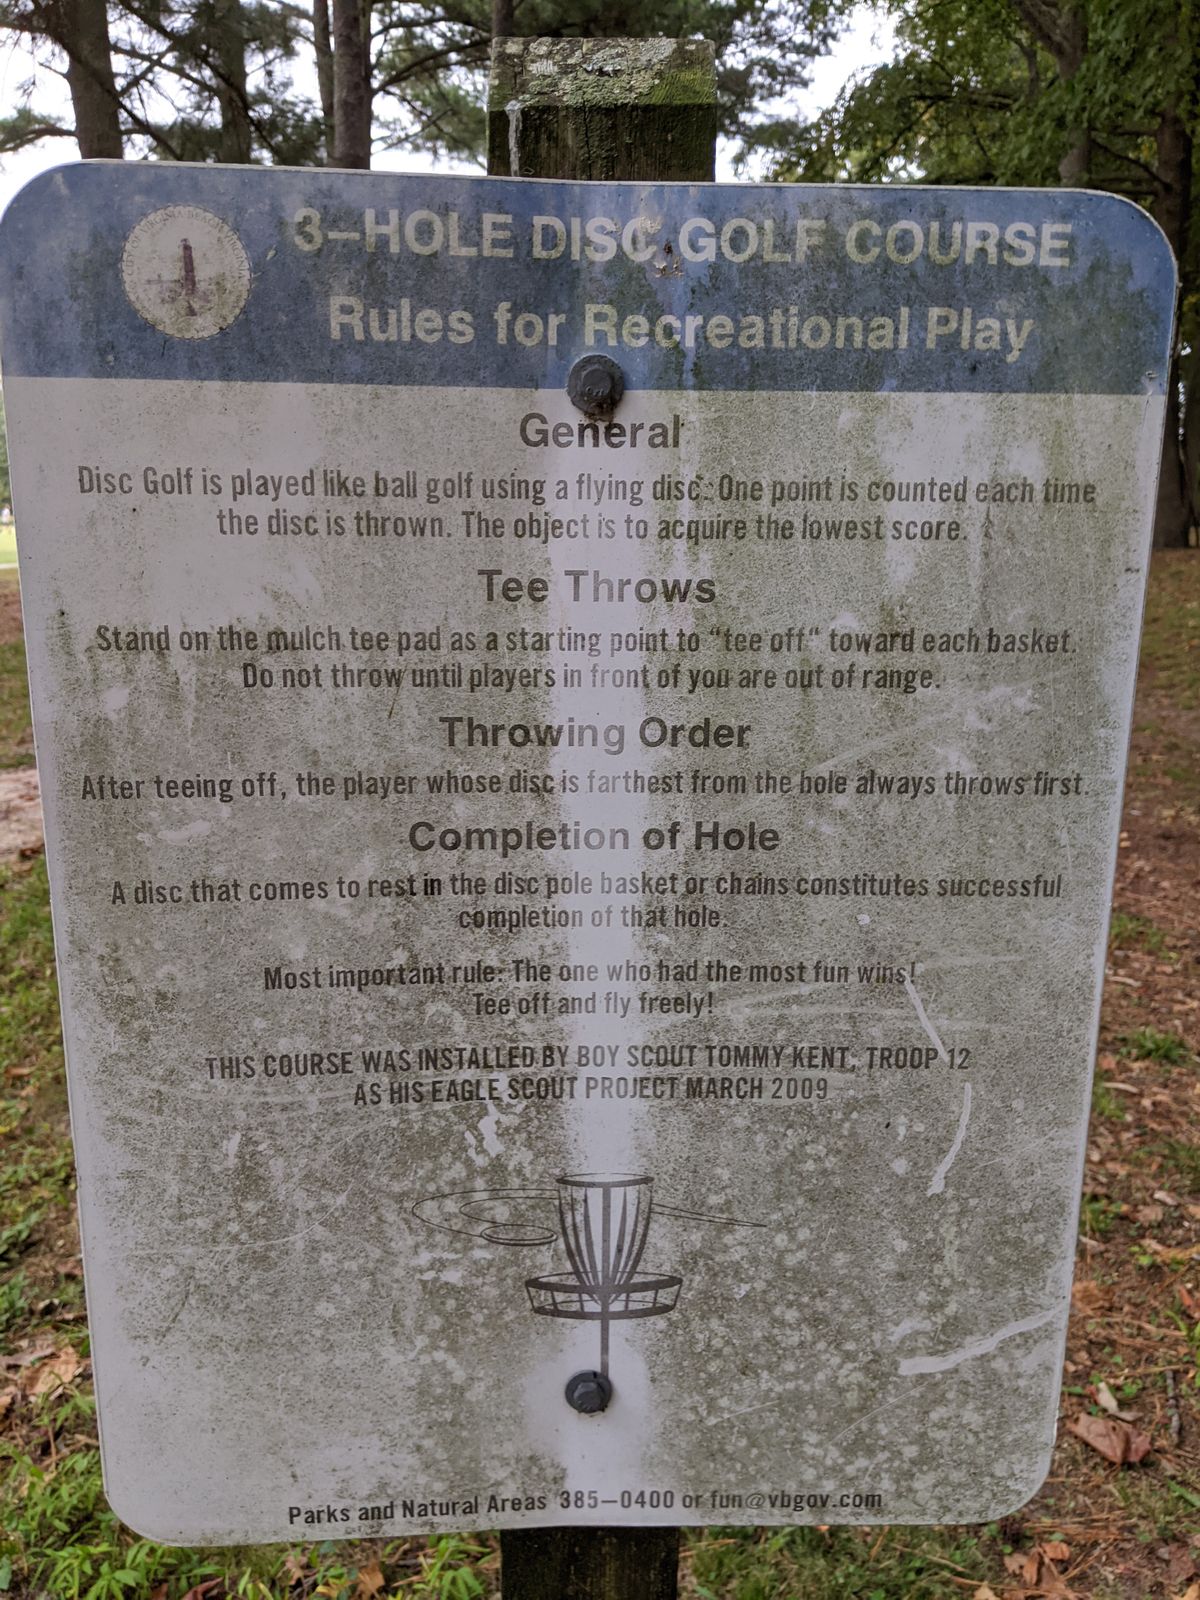 3-HOLE DISC GOLF COURSE
Rules for Recreational Play
General
Disc Golf is played like ball golf using a flying disc. One point is counted each time
the disc is thrown. The object is to acquire the lowest score.
Tee Throws
Stand on the mulch tee pad as a starting point to "tee off" toward each basket.
Do not throw until players in front of you are out of range.
Throwing Order
After teeing off, the player whose disc is farthest from the hole always throws first.
Completion of Hole
A disc that comes to rest in the disc pole basket or chains constitutes successful
completion of that hole.
Most important rule: The one who had the most fun wins!
Tee off and fly freely!
THIS COURSE WAS INSTALLED BY BOY SCOUT TOMMY KENT, TROOP 12
AS HIS EAGLE SCOUT PROJECT MARCH 2009
Parks and Natural Areas 385-0400 or fun@vbgov.com